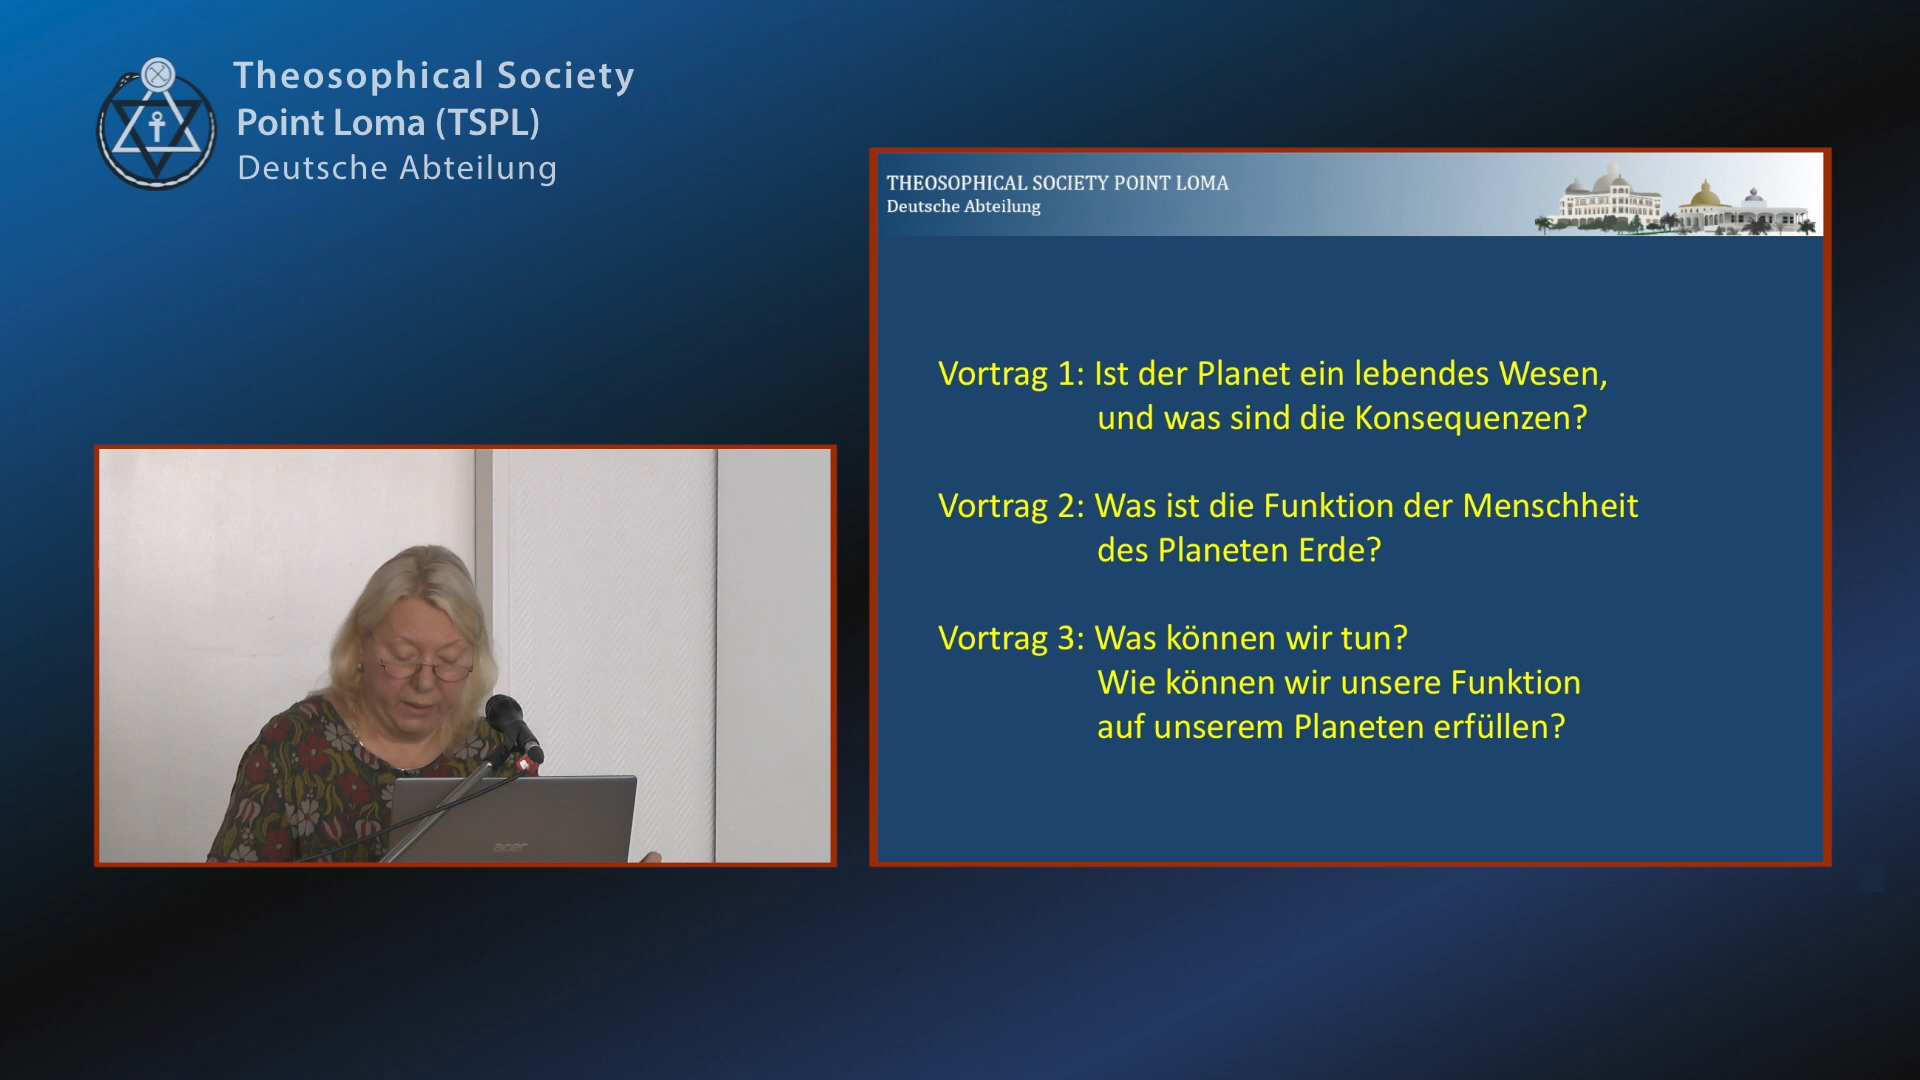 Theosophical Society
Point Loma (TSPL)
Deutsche Abteilung
THEOSOPHICAL SOCIETY POINT LOMA
Deutsche Abteilung
Vortrag 1: Ist der Planet ein lebendes Wesen,
und was sind die Konsequenzen?
Vortrag 2: Was ist die Funktion der Menschheit
des Planeten Erde?
Vortrag 3: Was können wir tun?
Wie können wir unsere Funktion
auf unserem Planeten erfüllen?
acer